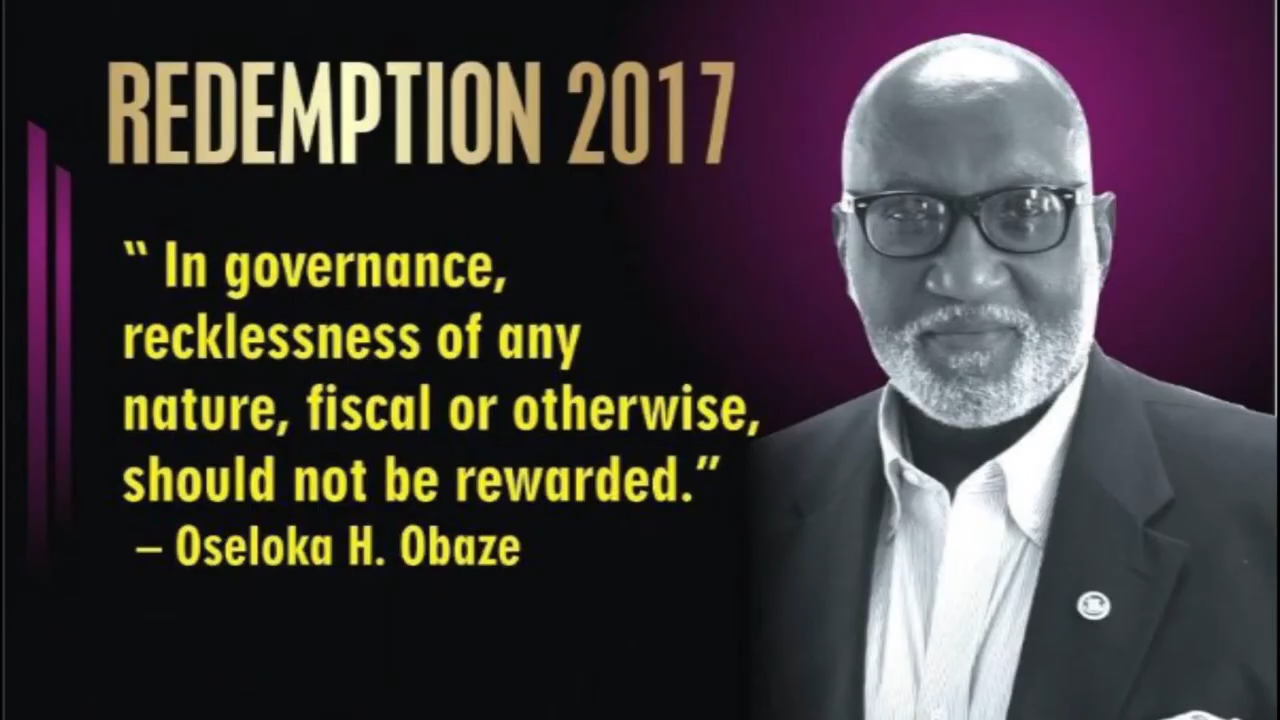 REDEMPTION 2017
“ In governance,
recklessness of any
nature, fiscal or otherwise,
should not be rewarded.”
– Oseloka H. Obaze